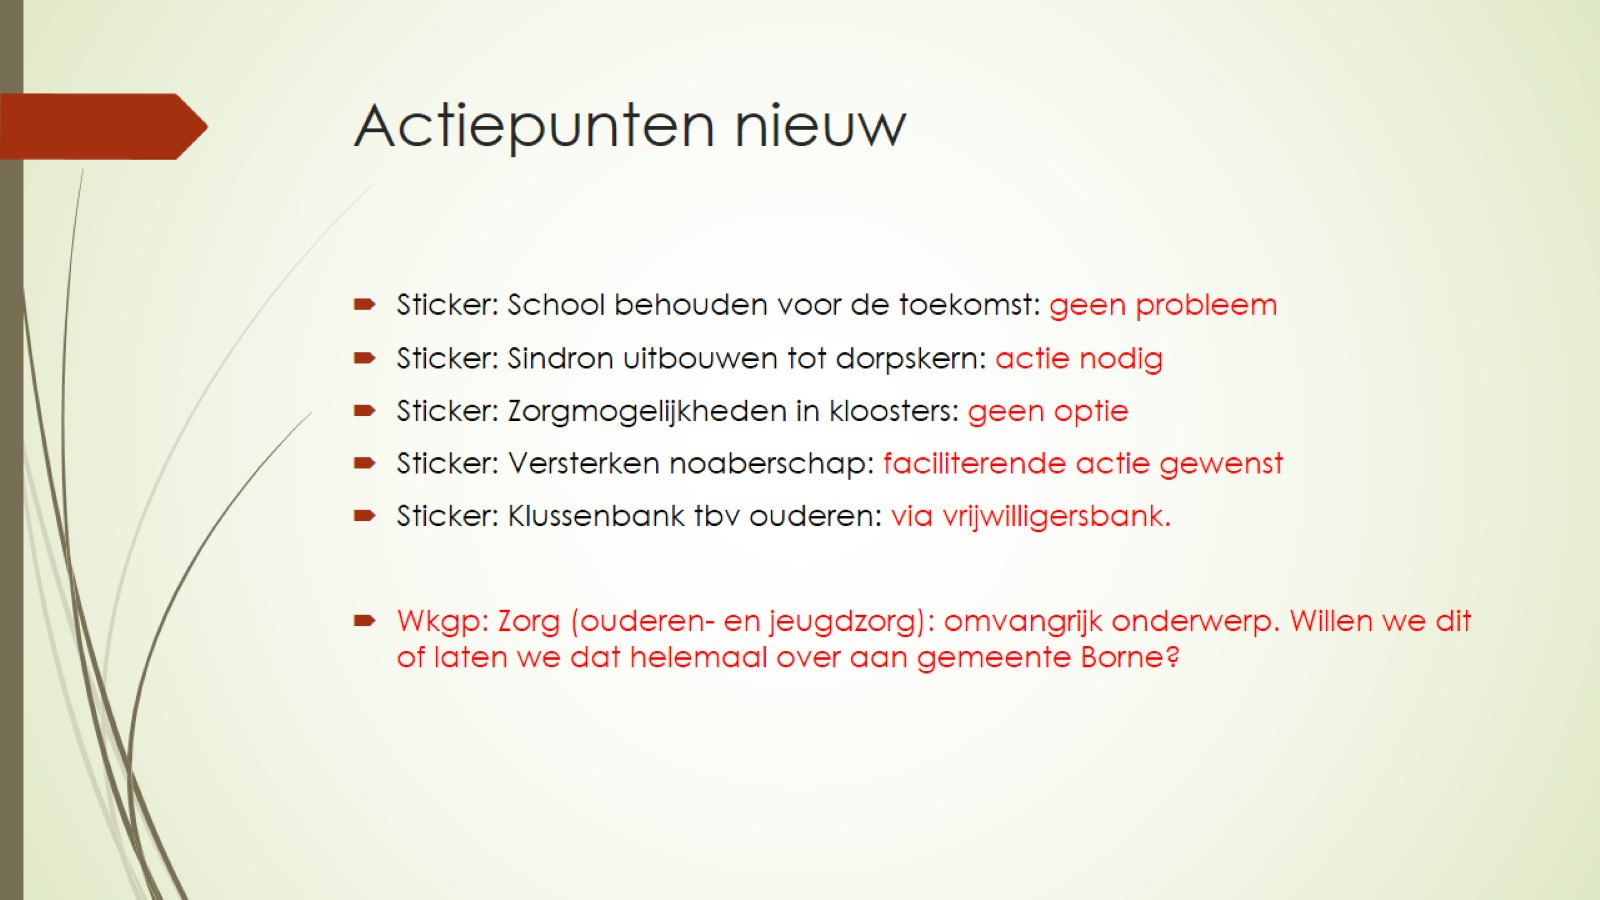 Actiepunten nieuw
Sticker: School behouden voor de toekomst: geen probleem
Sticker: Sindron uitbouwen tot dorpskern: actie nodig
Sticker: Zorgmogelijkheden in kloosters: geen optie
Sticker: Versterken noaberschap: faciliterende actie gewenst
Sticker: Klussenbank tbv ouderen: via vrijwilligersbank.
Wkgp: Zorg (ouderen- en jeugdzorg): omvangrijk onderwerp. Willen we dit
of laten we dat helemaal over aan gemeente Borne?